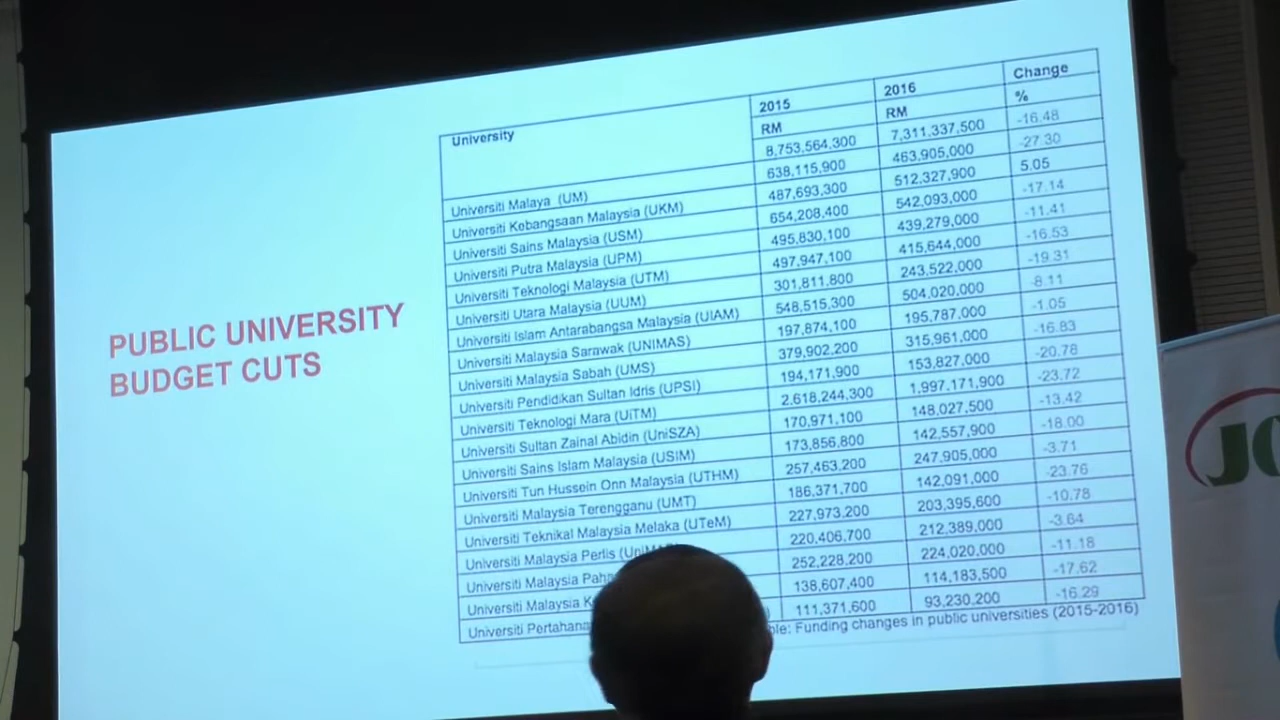 PUBLIC UNIVERSITY
BUDGET CUTS
University 2015 2016 Change
RM RM %
8,753,564,300 7,311,337,500 -16.48
Universiti Malaya (UM) 638,115,900 463,905,000 -27.30
Universiti Kebangsaan Malaysia (UKM) 487,693,300 512,327,900 5.05
Universiti Sains Malaysia (USM) 654,208,400 542,093,000 -17.14
Universiti Putra Malaysia (UPM) 495,830,100 439,279,000 -11.41
Universiti Teknologi Malaysia (UTM) 497,947,100 415,644,000 -16.53
Universiti Utara Malaysia (UUM) 301,811,800 243,522,000 -19.31
Universiti Islam Antarabangsa Malaysia (UIAM) 548,515,300 504,020,000 -8.11
Universiti Malaysia Sarawak (UNIMAS) 197,874,100 195,787,000 -1.05
Universiti Malaysia Sabah (UMS) 379,902,200 315,961,000 -16.83
Universiti Pendidikan Sultan Idris (UPSI) 194,171,900 153,827,000 -20.78
Universiti Teknologi Mara (UiTM) 2,618,244,300 1,997,171,900 -23.72
Universiti Sultan Zainal Abidin (UniSZA) 170,971,100 148,027,500 -13.42
Universiti Sains Islam Malaysia (USIM) 173,856,800 142,557,900 -18.00
Universiti Tun Hussein Onn Malaysia (UTHM) 257,463,200 247,905,000 -3.71
Universiti Malaysia Terengganu (UMT) 186,371,700 142,091,000 -23.76
Universiti Teknikal Malaysia Melaka (UTeM) 227,973,200 203,395,600 -10.78
Universiti Malaysia Perlis 220,406,700 212,389,000 -3.64
Universiti Malaysia 252,228,200 224,020,000 -11.18
Universiti Malaysia 138,607,400 114,183,500 -17.62
Universiti 111,371,600 93,230,200 -16.29
Funding changes in public universities (2015-2016)